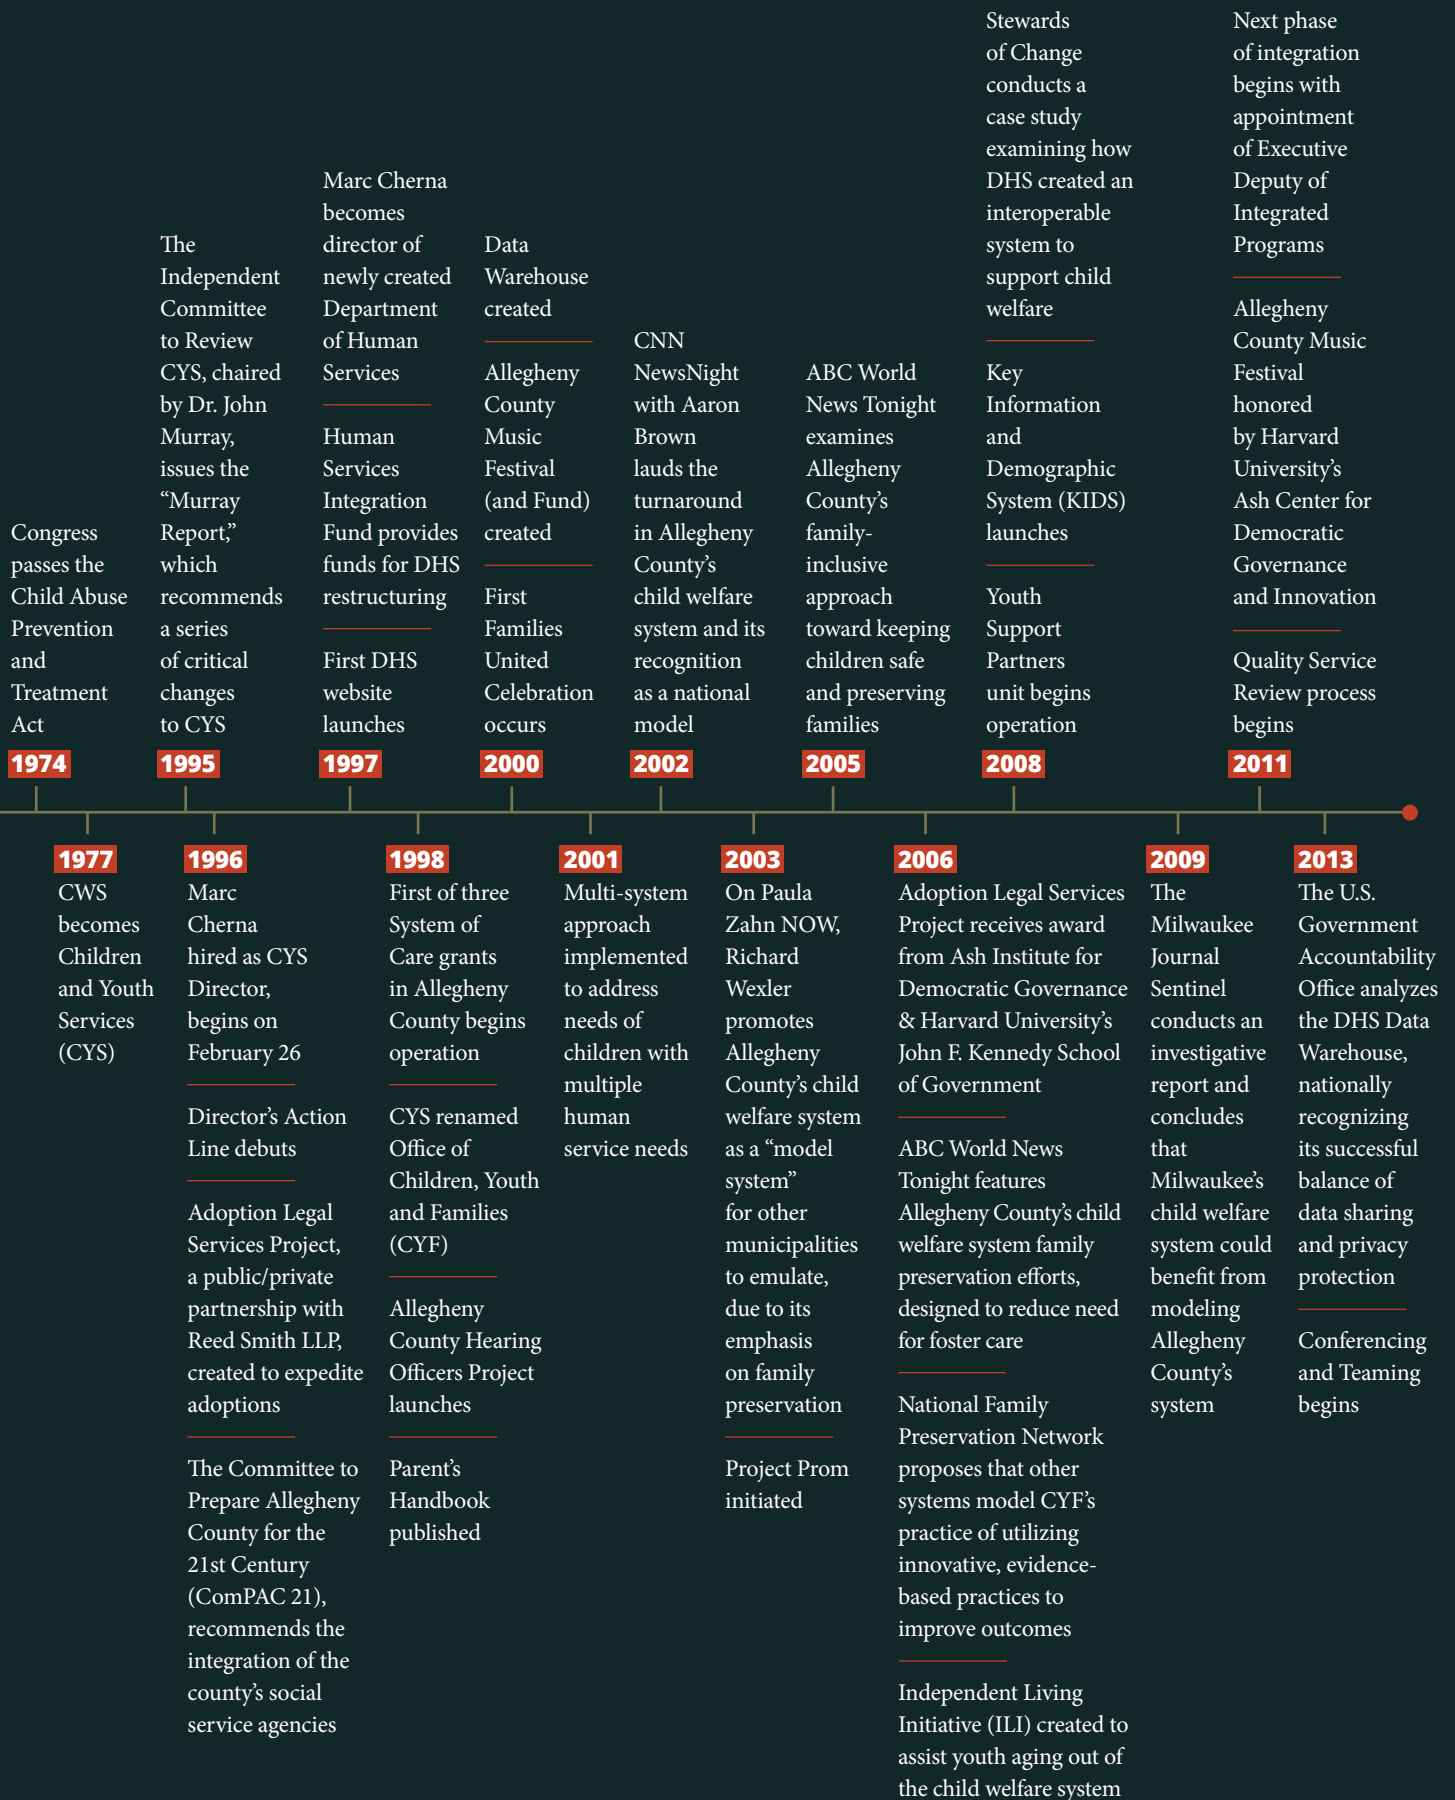 Congress
passes the
Child Abuse
Prevention
and
Treatment
Act
1974
The
Independent
Committee
to Review
CYS, chaired
by Dr. John
Murray,
issues the
“Murray
Report,”
which
recommends
a series
of critical
changes
to CYS
1995
Marc Cherna
becomes
director of
newly created
Department
of Human
Services
Human
Services
Integration
Fund provides
funds for DHS
restructuring
First DHS
website
launches
1997
Data
Warehouse
created
Allegheny
County
Music
Festival
(and Fund)
created
First
Families
United
Celebration
occurs
2000
CNN
NewsNight
with Aaron
Brown
lauds the
turnaround
in Allegheny
County’s
child welfare
system and its
recognition
as a national
model
2002
ABC World
News Tonight
examines
Allegheny
County’s
family-
inclusive
approach
toward keeping
children safe
and preserving
families
2005
Stewards
of Change
conducts a
case study
examining how
DHS created an
interoperable
system to
support child
welfare
Key
Information
and
Demographic
System (KIDS)
launches
Youth
Support
Partners
unit begins
operation
2008
Next phase
of integration
begins with
appointment
of Executive
Deputy of
Integrated
Programs
Allegheny
County Music
Festival
honored
by Harvard
University’s
Ash Center for
Democratic
Governance
and Innovation
Quality Service
Review process
begins
2011
1977
CWS
becomes
Children
and Youth
Services
(CYS)
1996
Marc
Cherna
hired as CYS
Director,
begins on
February 26
Director’s Action
Line debuts
Adoption Legal
Services Project,
a public/private
partnership with
Reed Smith LLP,
created to expedite
adoptions
The Committee to
Prepare Allegheny
County for the
21st Century
(ComPAC 21),
recommends the
integration of the
county’s social
service agencies
1998
First of three
System of
Care grants
in Allegheny
County begins
operation
CYS renamed
Office of
Children, Youth
and Families
(CYF)
Allegheny
County Hearing
Officers Project
launches
Parent’s
Handbook
published
2001
Multi-system
approach
implemented
to address
needs of
children with
multiple
human
service needs
2003
On Paula
Zahn NOW,
Richard
Wexler
promotes
Allegheny
County’s child
welfare system
as a “model
system”
for other
municipalities
to emulate,
due to its
emphasis
on family
preservation
Project Prom
initiated
2006
Adoption Legal Services
Project receives award
from Ash Institute for
Democratic Governance
& Harvard University’s
John F. Kennedy School
of Government
ABC World News
Tonight features
Allegheny County’s child
welfare system family
preservation efforts,
designed to reduce need
for foster care
National Family
Preservation Network
proposes that other
systems model CYF’s
practice of utilizing
innovative, evidence-
based practices to
improve outcomes
Independent Living
Initiative (ILI) created to
assist youth aging out of
the child welfare system
2009
The
Milwaukee
Journal
Sentinel
conducts an
investigative
report and
concludes
that
Milwaukee’s
child welfare
system could
benefit from
modeling
Allegheny
County’s
system
2013
The U.S.
Government
Accountability
Office analyzes
the DHS Data
Warehouse,
nationally
recognizing
its successful
balance of
data sharing
and privacy
protection
Conferencing
and Teaming
begins